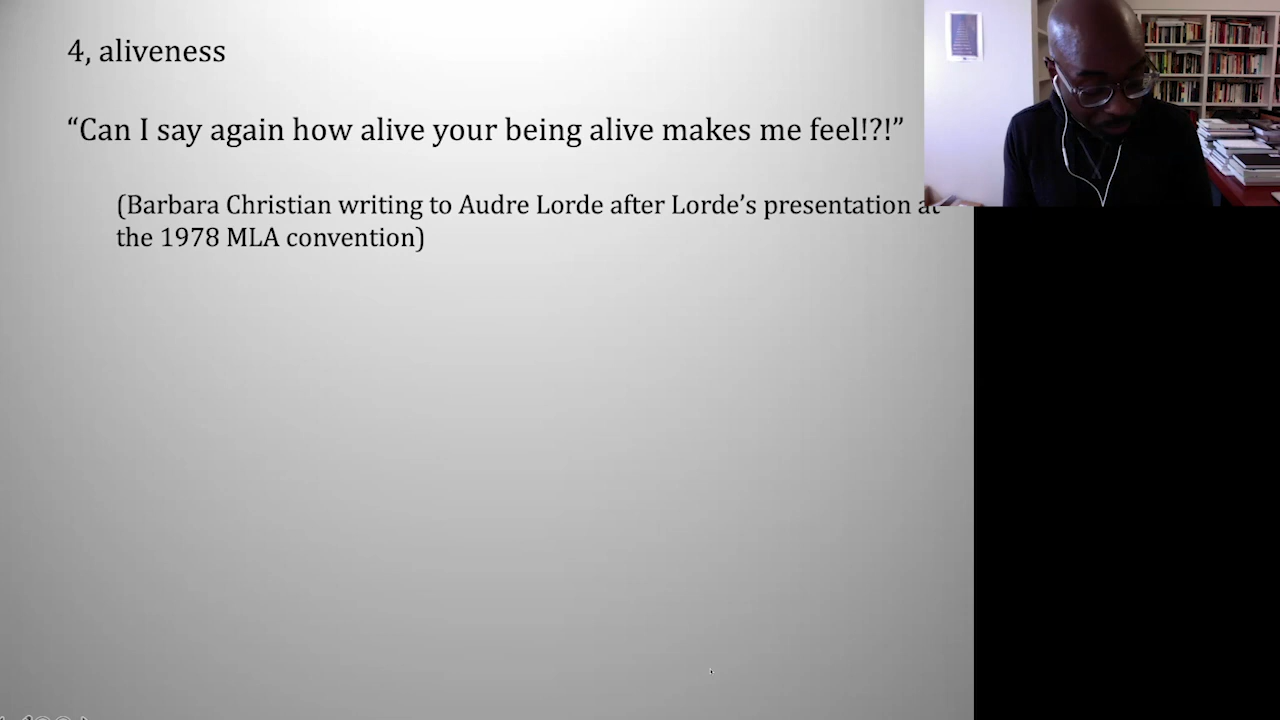 4, aliveness
“Can I say again how alive your being alive makes me feel!?!”
(Barbara Christian writing to Audre Lorde after Lorde’s presentation at
the 1978 MLA convention)